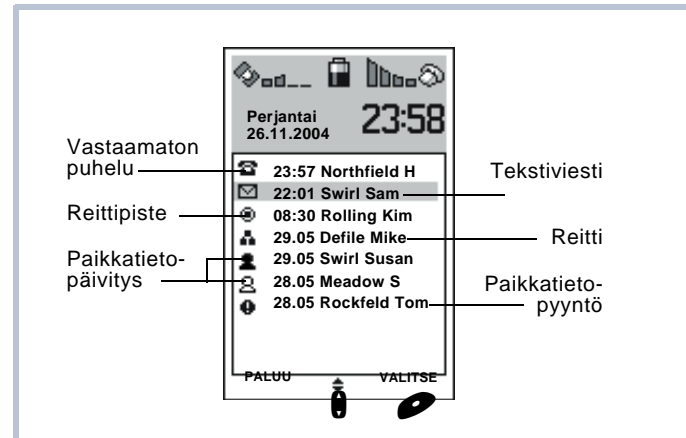 Perjantai
26.11.2004
23:58
Vastaamaton
puhelu
23:57 Northfield H
Tekstiviesti
22:01 Swirl Sam
Reittipiste
08:30 Rolling Kim
29.05 Defile Mike
Reitti
Paikkatieto-
päivitys
29.05 Swirl Susan
28.05 Meadow S
Paikkatieto-
pyyntö
28.05 Rockfeld Tom
PALUU
VALITSE